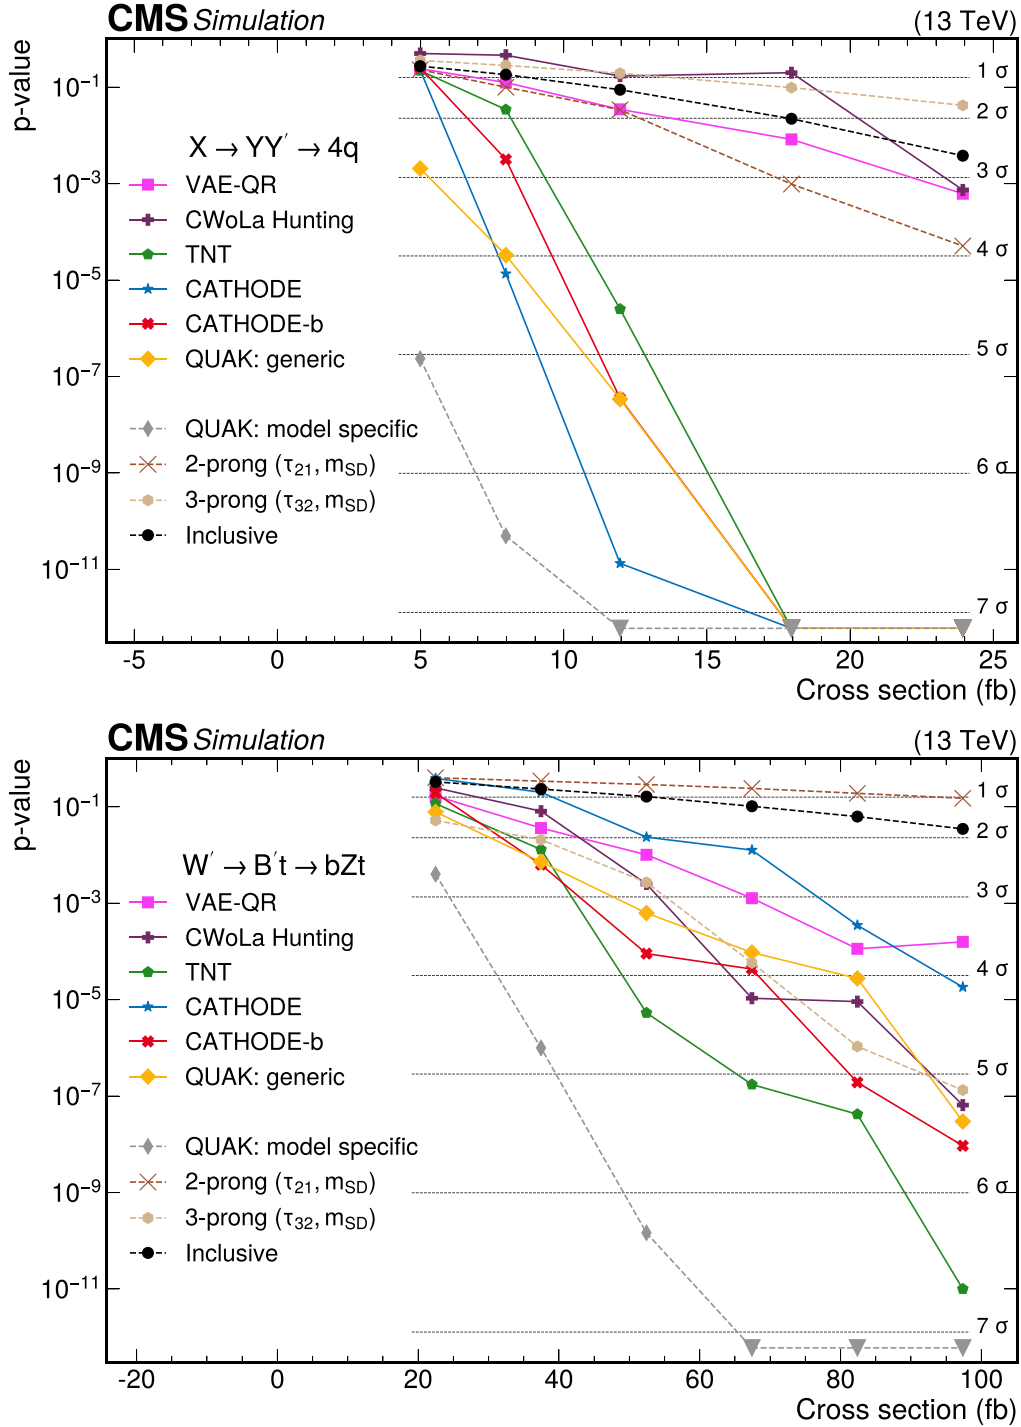 CMS Simulation (13 TeV)
p-value
X → YY′ → 4q
VAE-QR
CWoLa Hunting
TNT
CATHODE
CATHODE-b
QUAK: generic
QUAK: model specific
2-prong (τ21, mSD)
3-prong (τ32, mSD)
Inclusive
10−1
10−3
10−5
10−7
10−9
10−11
1 σ
2 σ
3 σ
4 σ
5 σ
6 σ
7 σ
-5 0 5 10 15 20 25
Cross section (fb)
CMS Simulation (13 TeV)
p-value
W′ → B′t → bZt
VAE-QR
CWoLa Hunting
TNT
CATHODE
CATHODE-b
QUAK: generic
QUAK: model specific
2-prong (τ21, mSD)
3-prong (τ32, mSD)
Inclusive
10−1
10−3
10−5
10−7
10−9
10−11
1 σ
2 σ
3 σ
4 σ
5 σ
6 σ
7 σ
-20 0 20 40 60 80 100
Cross section (fb)